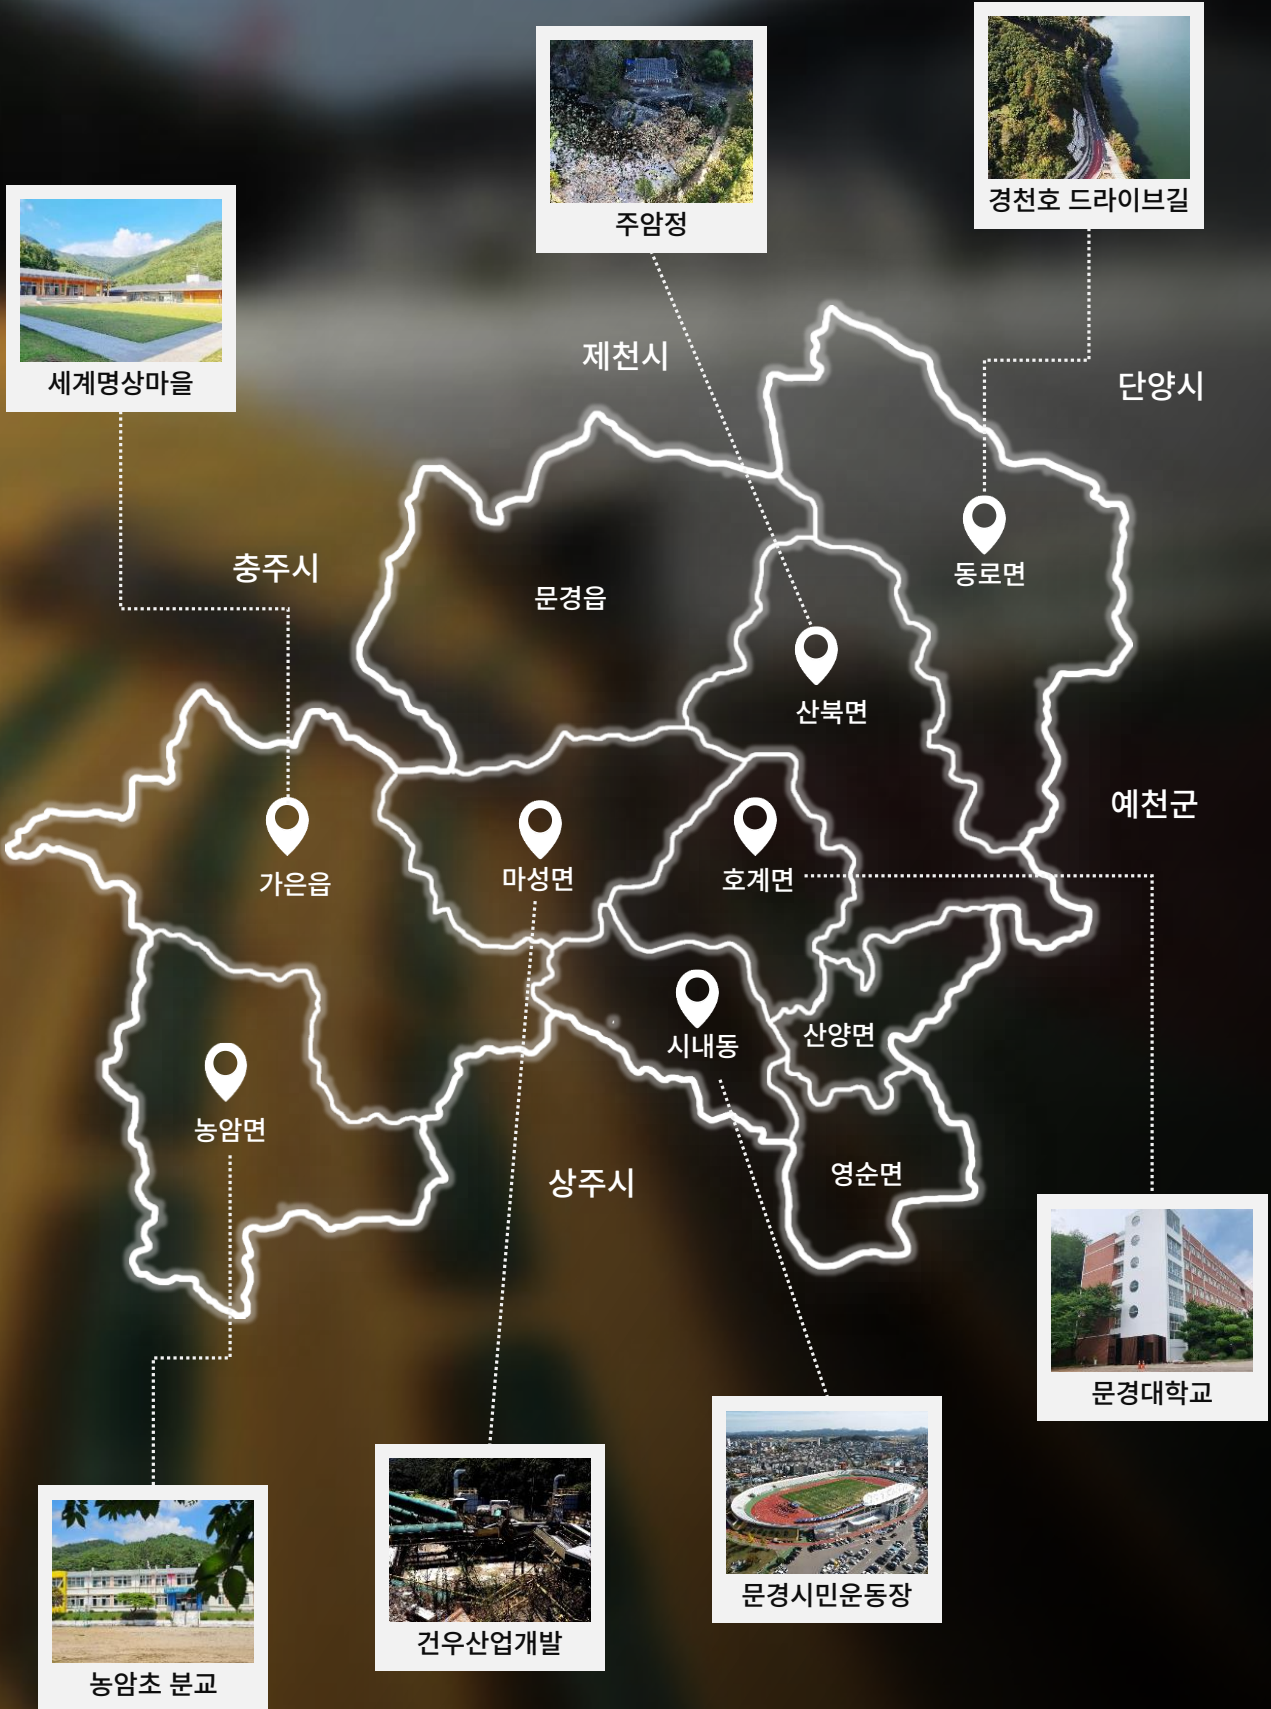 경천호 드라이브길
주암정
세계명상마을
제천시
단양시
충주시
문경읍
동로면
산북면
예천군
가은읍
마성면
호계면
시내동
산양면
농암면
상주시
영순면
문경대학교
문경시민운동장
건우산업개발
농암초 분교